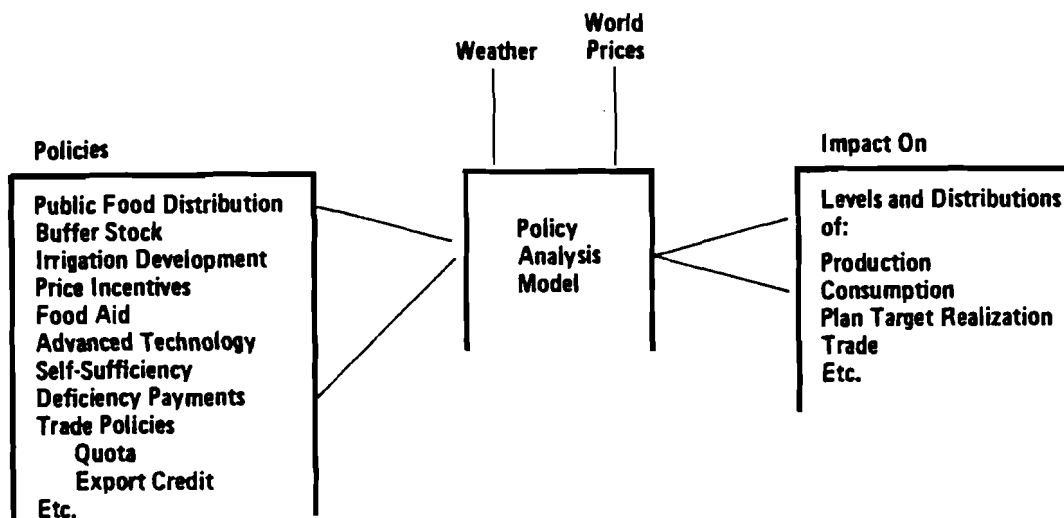 Weather
World
Prices
Policies
Public Food Distribution
Buffer Stock
Irrigation Development
Price Incentives
Food Aid
Advanced Technology
Self-Sufficiency
Deficiency Payments
Trade Policies
Quota
Export Credit
Etc.
Policy
Analysis
Model
Impact On
Levels and Distributions
of:
Production
Consumption
Plan Target Realization
Trade
Etc.